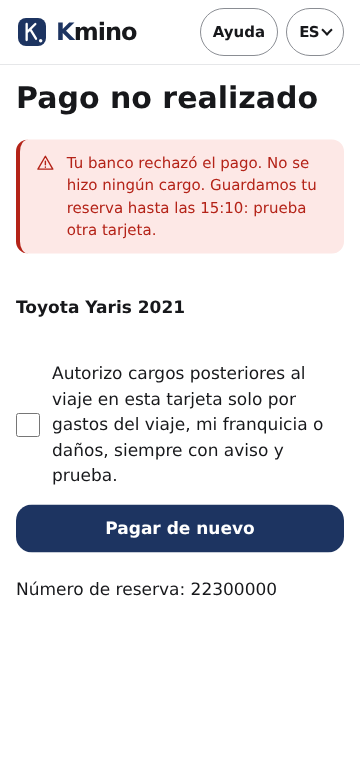 K. Kmino
Ayuda
ES
Pago no realizado
Tu banco rechazó el pago. No se
hizo ningún cargo. Guardamos tu
reserva hasta las 15:10: prueba
otra tarjeta.
Toyota Yaris 2021
Autorizo cargos posteriores al
viaje en esta tarjeta solo por
gastos del viaje, mi franquicia o
daños, siempre con aviso y
prueba.
Pagar de nuevo
Número de reserva: 22300000